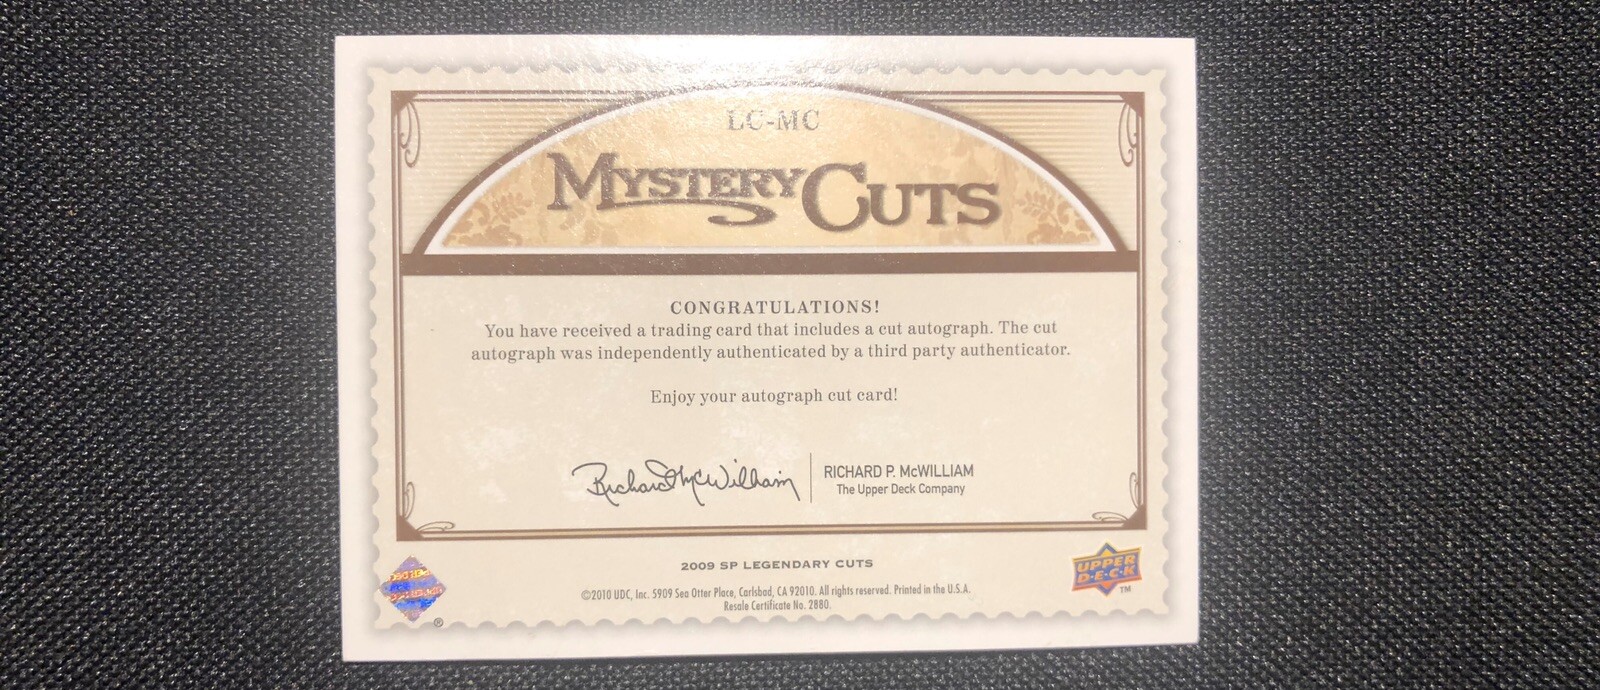 LC-MC
MYSTERY CUTS
CONGRATULATIONS!
You have received a trading card that includes a cut autograph. The cut
autograph was independently authenticated by a third party authenticator.
Enjoy your autograph cut card!
Richard McWilliam
RICHARD P. McWILLIAM
The Upper Deck Company
2009 SP LEGENDARY CUTS
UPPER
D·E·C·K
TM
®
©2010 UDC, Inc. 5909 Sea Otter Place, Carlsbad, CA 92010. All rights reserved. Printed in the U.S.A.
Resale Certificate No. 2880.